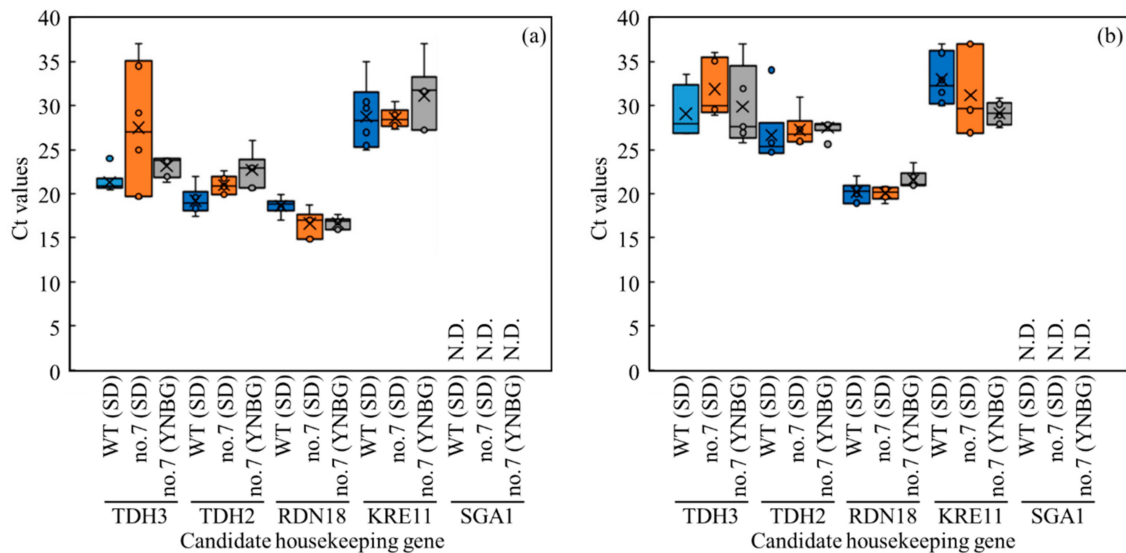 (a)
40
35
30
25
20
15
10
5
0
Ct values
N.D.
N.D.
N.D.
WT (SD)
no.7 (SD)
no.7 (YNBG)
WT (SD)
no.7 (SD)
no.7 (YNBG)
WT (SD)
no.7 (SD)
no.7 (YNBG)
WT (SD)
no.7 (SD)
no.7 (YNBG)
WT (SD)
no.7 (SD)
no.7 (YNBG)
TDH3 TDH2 RDN18 KRE11 SGA1
Candidate housekeeping gene
(b)
40
35
30
25
20
15
10
5
0
Ct values
N.D.
N.D.
N.D.
WT (SD)
no.7 (SD)
no.7 (YNBG)
WT (SD)
no.7 (SD)
no.7 (YNBG)
WT (SD)
no.7 (SD)
no.7 (YNBG)
WT (SD)
no.7 (SD)
no.7 (YNBG)
WT (SD)
no.7 (SD)
no.7 (YNBG)
TDH3 TDH2 RDN18 KRE11 SGA1
Candidate housekeeping gene